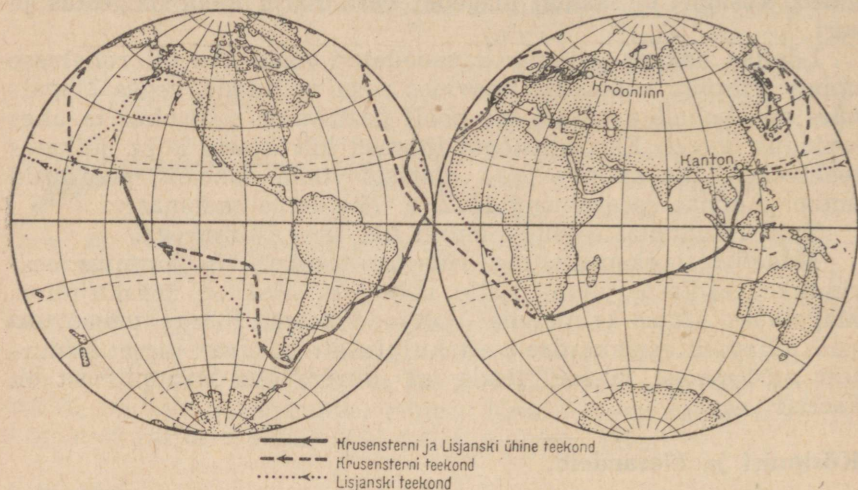 Kroonlinn
Kanton
Krusensterni ja Lisjanski ühine teekond
Krusensterni teekond
Lisjanski teekond